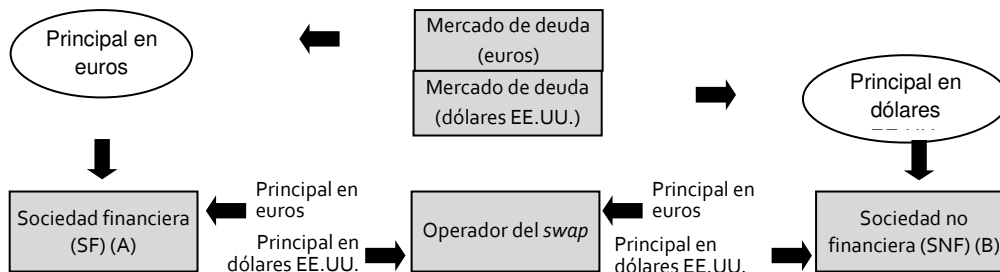 Principal en
euros
Mercado de deuda
(euros)
Mercado de deuda
(dólares EE.UU.)
Principal en
dólares
Sociedad financiera
(SF) (A)
Principal en
euros
Principal en
dólares EE.UU.
Operador del swap
Principal en
euros
Principal en
dólares EE.UU.
Sociedad no
financiera (SNF) (B)